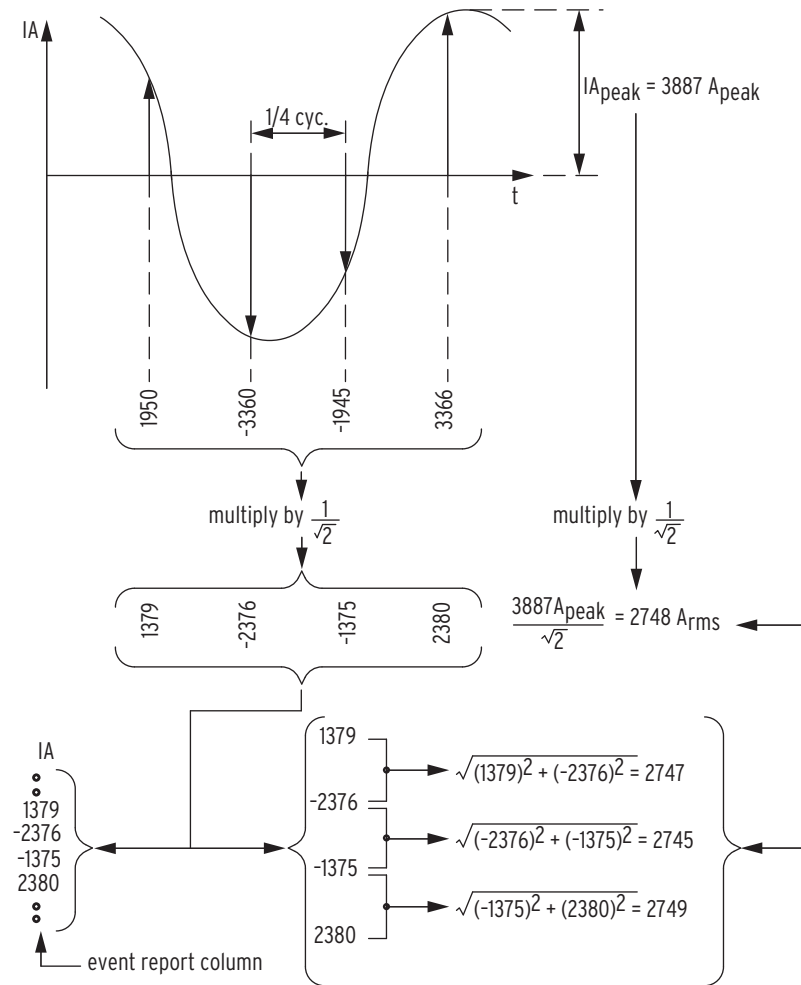 IA
IApeak = 3887 Apeak
1/4 cyc.
t
1950
-3360
-1945
3366
multiply by 1/√2
multiply by 1/√2
1379
-2376
-1375
2380
3887Apeak/√2 = 2748 Arms
IA
1379
-2376
-1375
2380
event report column
1379
-2376
-1375
2380
√(1379)² + (-2376)² = 2747
√(-2376)² + (-1375)² = 2745
√(-1375)² + (2380)² = 2749